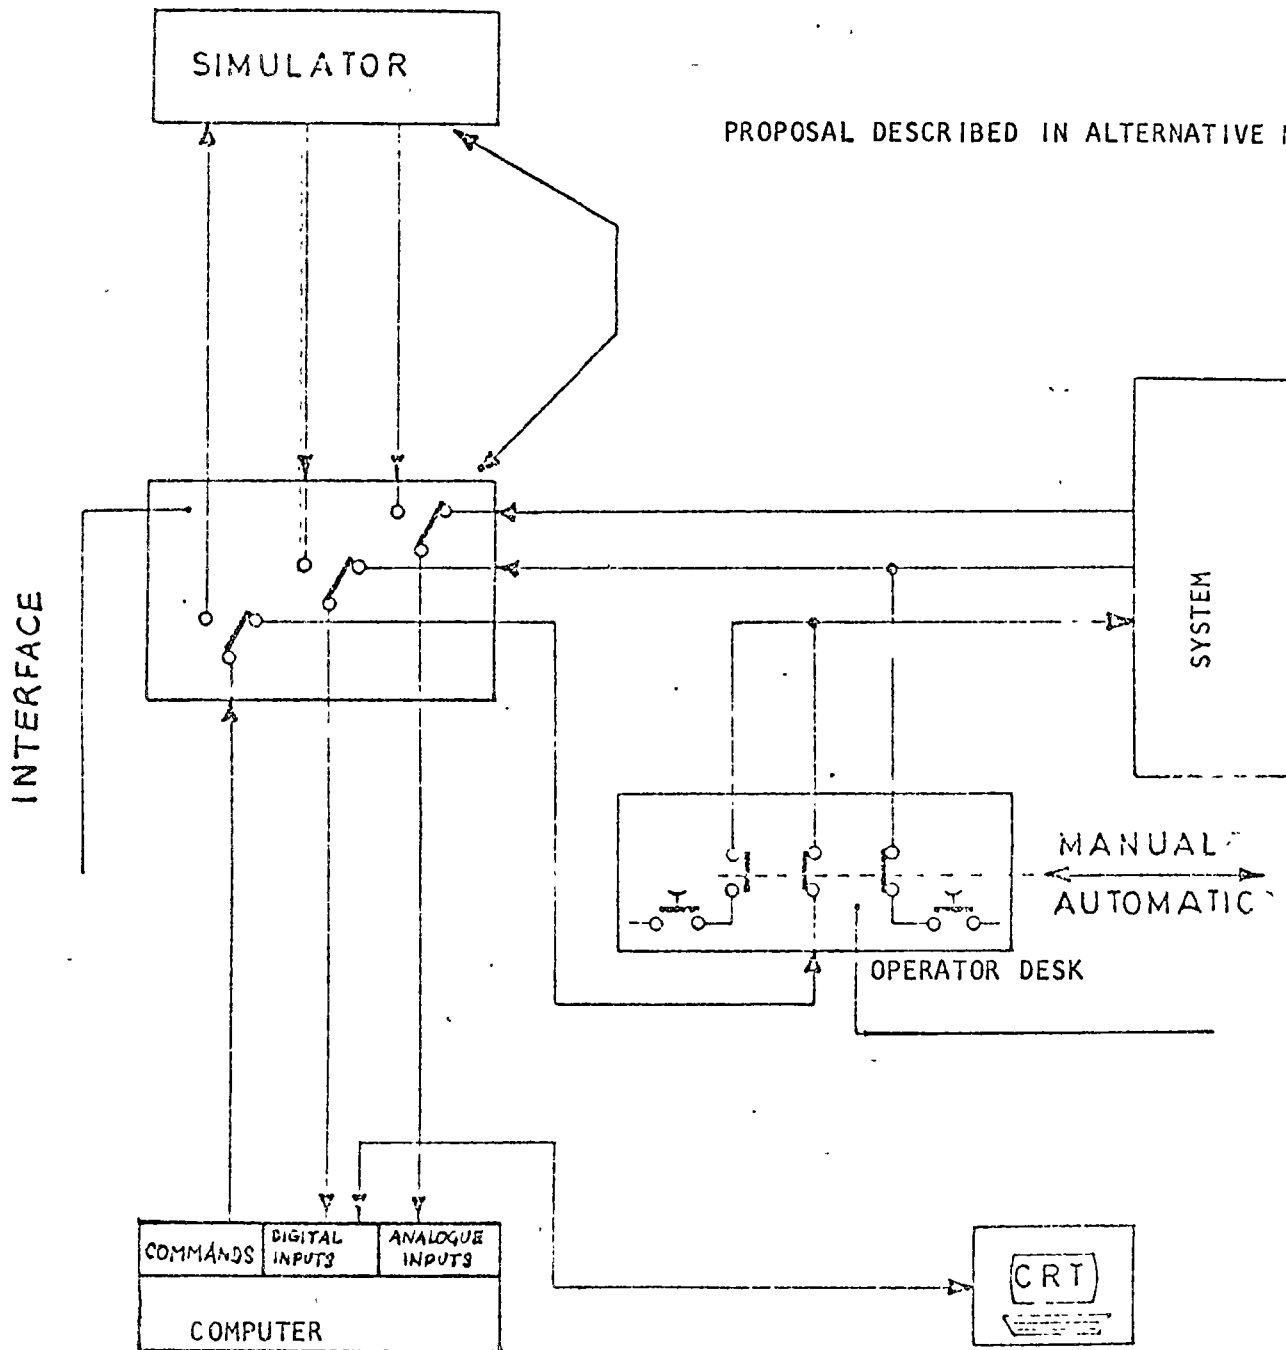 SIMULATOR
PROPOSAL DESCRIBED IN ALTERNATIVE
INTERFACE
SYSTEM
MANUAL
AUTOMATIC
OPERATOR DESK
COMMANDS
DIGITAL
INPUTS
ANALOGUE
INPUTS
COMPUTER
CRT